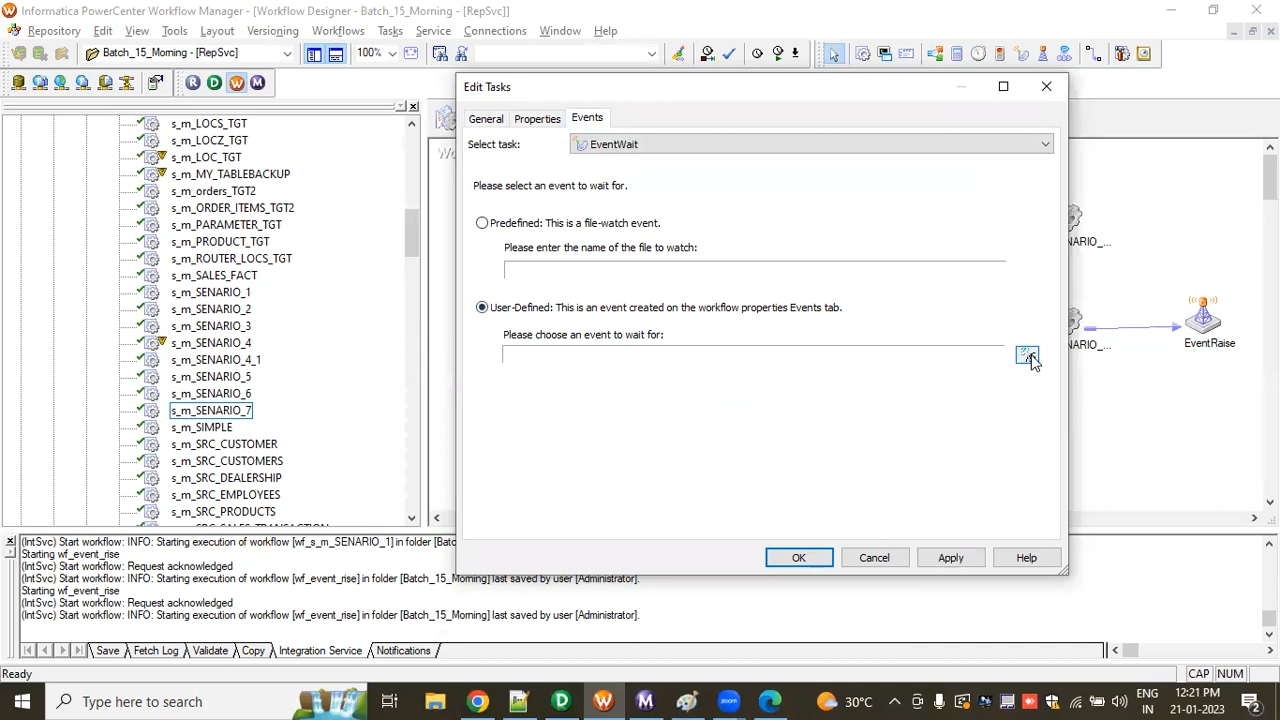 Informatica PowerCenter Workflow Manager - [Workflow Designer - Batch_15_Morning - [RepSvc]]
Repository Edit View Tools Layout Versioning Workflows Tasks Service Connections Window Help
Batch_15_Morning - [RepSvc] 100%
R D W M
s_m_LOCS_TGT
s_m_LOCZ_TGT
s_m_LOC_TGT
s_m_MY_TABLEBACKUP
s_m_orders_TGT2
s_m_ORDER_ITEMS_TGT2
s_m_PARAMETER_TGT
s_m_PRODUCT_TGT
s_m_ROUTER_LOCS_TGT
s_m_SALES_FACT
s_m_SENARIO_1
s_m_SENARIO_2
s_m_SENARIO_3
s_m_SENARIO_4
s_m_SENARIO_4_1
s_m_SENARIO_5
s_m_SENARIO_6
s_m_SENARIO_7
s_m_SIMPLE
s_m_SRC_CUSTOMER
s_m_SRC_CUSTOMERS
s_m_SRC_DEALERSHIP
s_m_SRC_EMPLOYEES
s_m_SRC_PRODUCTS
s_m_SRC_SALES_TRANSACTION
Edit Tasks
General Properties Events
Select task: EventWait
Please select an event to wait for.
Predefined: This is a file-watch event.
Please enter the name of the file to watch:
User-Defined: This is an event created on the workflow properties Events tab.
Please choose an event to wait for:
OK Cancel Apply Help
NARIO_...
NARIO_...
EventRaise
(IntSvc) Start workflow: INFO: Starting execution of workflow [wf_s_m_SENARIO_1] in folder [Batch_15
Starting wf_event_rise
(IntSvc) Start workflow: Request acknowledged
(IntSvc) Start workflow: INFO: Starting execution of workflow [wf_event_rise] in folder [Batch_15_Morning] last saved by user [Administrator].
Starting wf_event_rise
(IntSvc) Start workflow: Request acknowledged
(IntSvc) Start workflow: INFO: Starting execution of workflow [wf_event_rise] in folder [Batch_15_Morning] last saved by user [Administrator].
Save Fetch Log Validate Copy Integration Service Notifications
Ready CAP NUM
Type here to search
30°C
ENG
IN
12:21 PM
21-01-2023
2